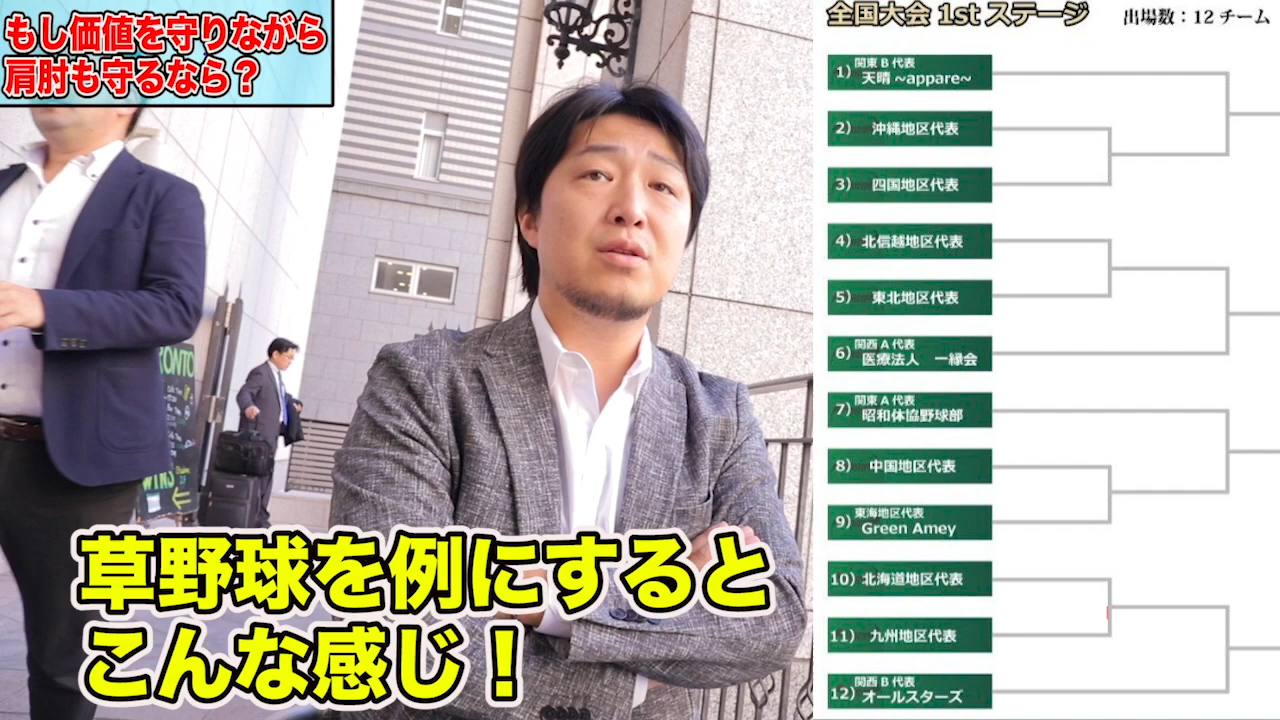 もし価値を守りながら
肩肘も守るなら？
全国大会 1st ステージ
出場数：12 チーム
1) 関東 B 代表
天晴 ~appare~
2) 沖縄地区代表
3) 四国地区代表
4) 北信越地区代表
5) 東北地区代表
6) 関西 A 代表
医療法人 一縁会
7) 関東 A 代表
昭和体協野球部
8) 中国地区代表
9) 東海地区代表
Green Amey
10) 北海道地区代表
11) 九州地区代表
12) 関西 B 代表
オールスターズ
RONTO
草野球を例にすると
こんな感じ！